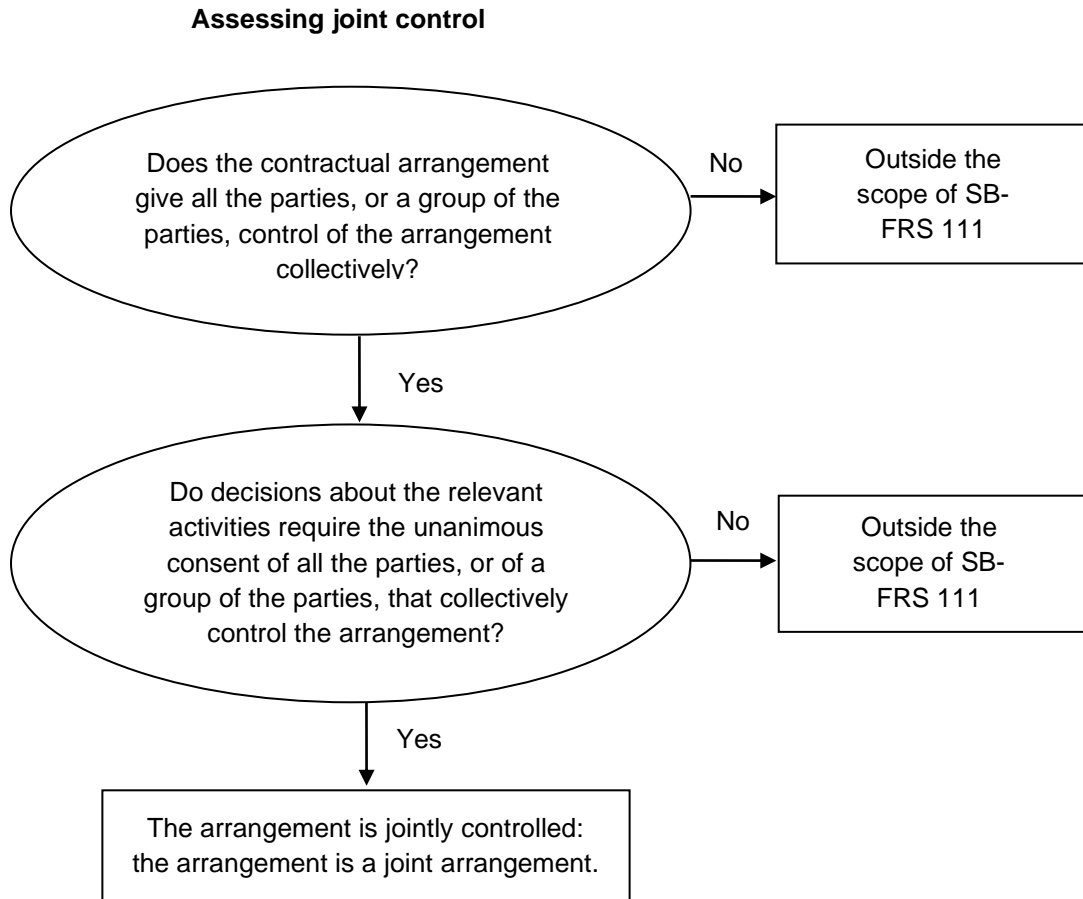 Assessing joint control
Does the contractual arrangement
give all the parties, or a group of the
parties, control of the arrangement
collectively?
No
Outside the
scope of SB-
FRS 111
Yes
Do decisions about the relevant
activities require the unanimous
consent of all the parties, or of a
group of the parties, that collectively
control the arrangement?
No
Outside the
scope of SB-
FRS 111
Yes
The arrangement is jointly controlled:
the arrangement is a joint arrangement.